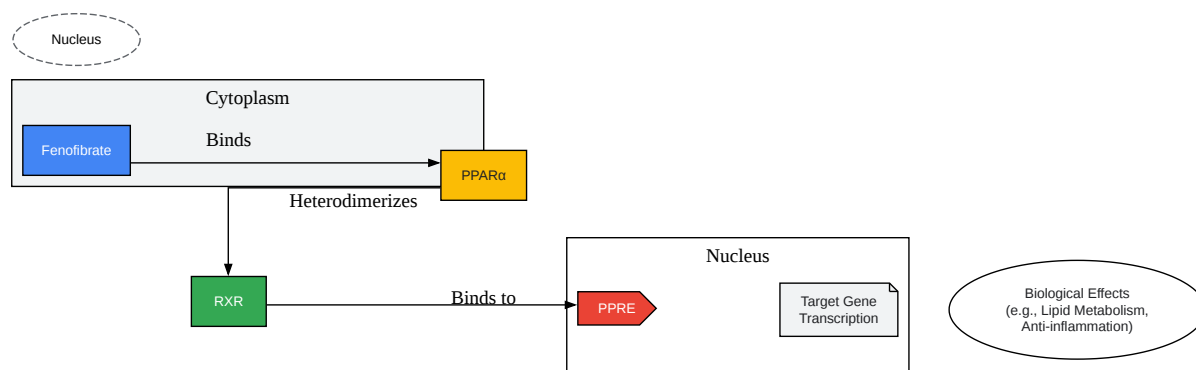 Nucleus
Cytoplasm
Binds
Fenofibrate
PPARα
Heterodimerizes
Nucleus
RXR
Binds to
PPRE
Target Gene
Transcription
Biological Effects
(e.g., Lipid Metabolism,
Anti-inflammation)